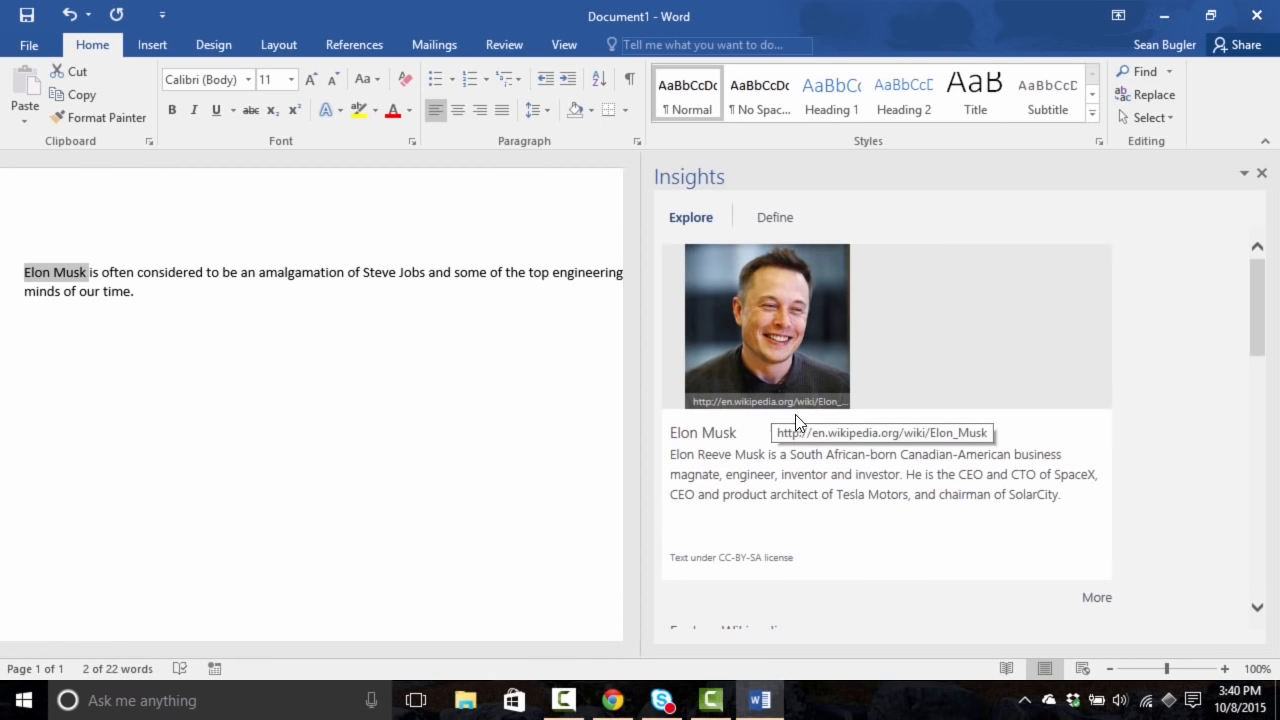 Document1 - Word
File Home Insert Design Layout References Mailings Review View Tell me what you want to do... Sean Bugler Share
Paste
Cut
Copy
Format Painter
Clipboard
Calibri (Body) 11
Font
Paragraph
AaBbCcDc AaBbCcDc AaBbCc AaBbCcD AaB AaBbCcD
¶ Normal ¶ No Spac... Heading 1 Heading 2 Title Subtitle
Styles
Find
Replace
Select
Editing
Elon Musk is often considered to be an amalgamation of Steve Jobs and some of the top engineering
minds of our time.
Insights
Explore Define
http://en.wikipedia.org/wiki/Elon_...
Elon Musk
http://en.wikipedia.org/wiki/Elon_Musk
Elon Reeve Musk is a South African-born Canadian-American business
magnate, engineer, inventor and investor. He is the CEO and CTO of SpaceX,
CEO and product architect of Tesla Motors, and chairman of SolarCity.
Text under CC-BY-SA license
More
Page 1 of 1 2 of 22 words 100%
Ask me anything
3:40 PM
10/8/2015